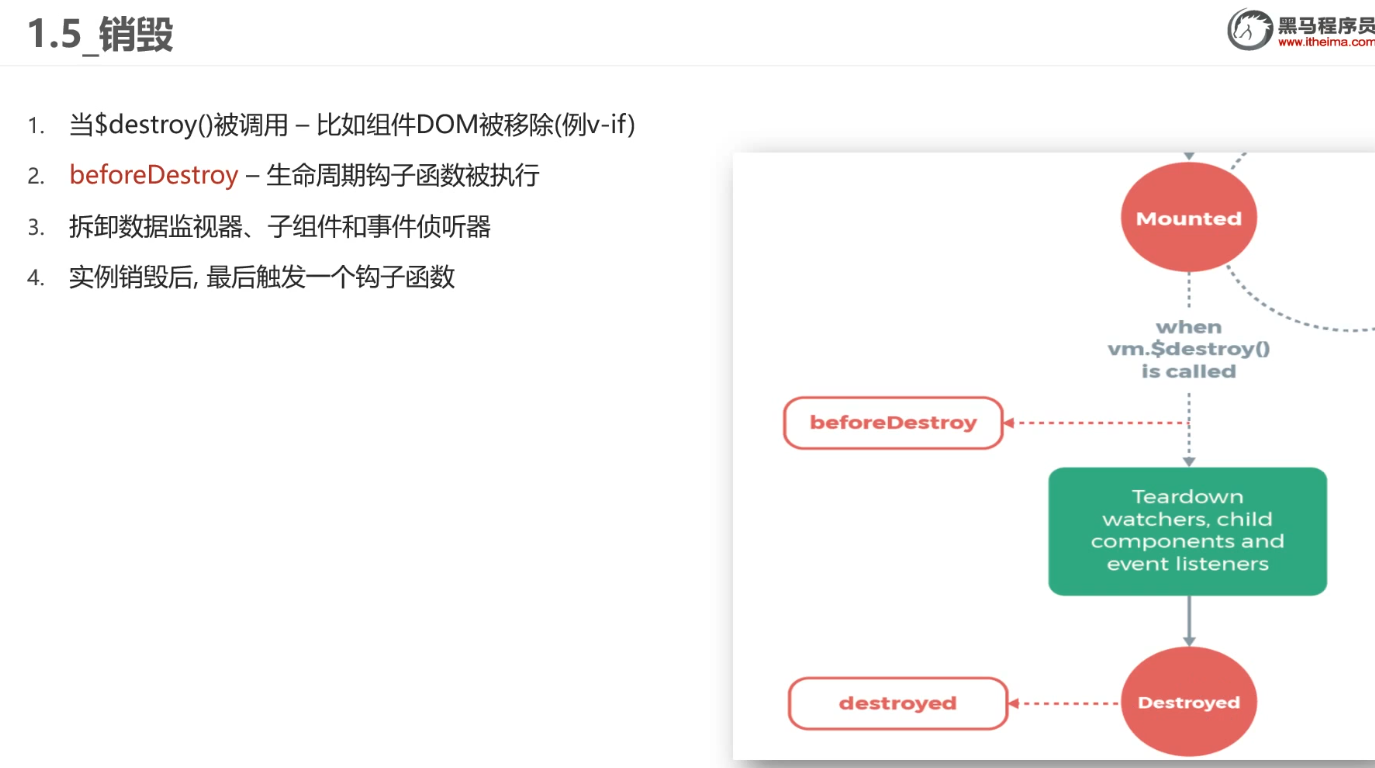 1.5_销毁
黑马程序员
www.itheima.com
1. 当$destroy()被调用 – 比如组件DOM被移除(例v-if)
2. beforeDestroy – 生命周期钩子函数被执行
3. 拆卸数据监视器、子组件和事件侦听器
4. 实例销毁后, 最后触发一个钩子函数
Mounted
when
vm.$destroy()
is called
beforeDestroy
Teardown
watchers, child
components and
event listeners
destroyed
Destroyed